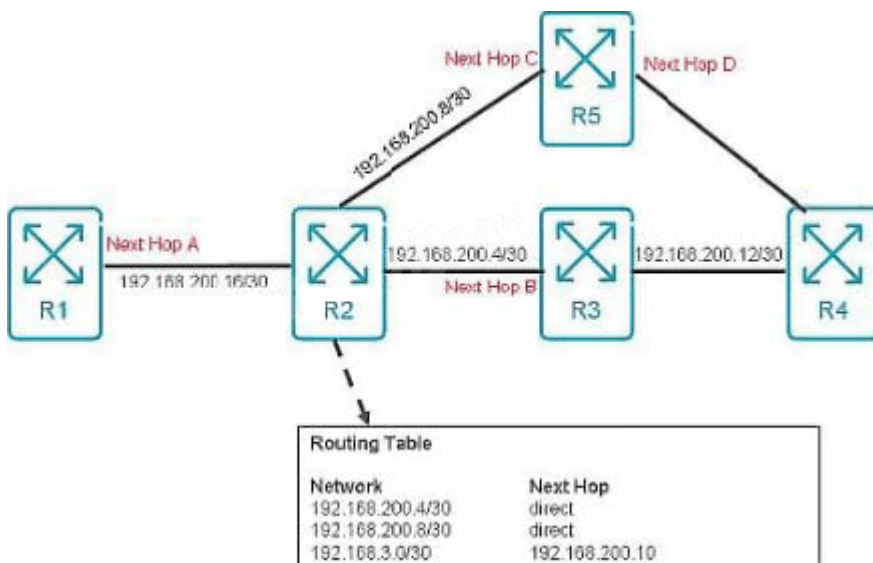 Next Hop C
Next Hop D
R5
192.168.200.8/30
Next Hop A
192.168.200.16/30
R1
R2
192.168.200.4/30
Next Hop B
R3
192.168.200.12/30
R4
Routing Table
Network Next Hop
192.168.200.4/30 direct
192.168.200.8/30 direct
192.168.3.0/30 192.168.200.10